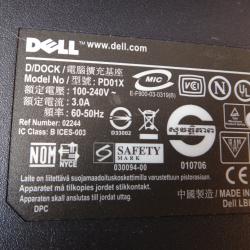 DELL™ www.dell.com
D/DOCK / 電腦擴充基座
Model No / 型號: PD01X
額定電壓: 100-240V~
額定電流: 3.0A
頻率: 60-50Hz
Ref Number: 02244
IC Class B ICES-003
MIC
E-F900-03-0319(B)
D33002
NOM
NYCE
SAFETY
MARK
030094-00
010706
Laite on liitettävä suojamaadoituskoskettimilla varustettuun pistorasiaan
Apparatet må tilkoples jordet stikkontakt
Apparaten skall anslutas till jordat uttag
DPC
中國製造 / MADE IN
Dell